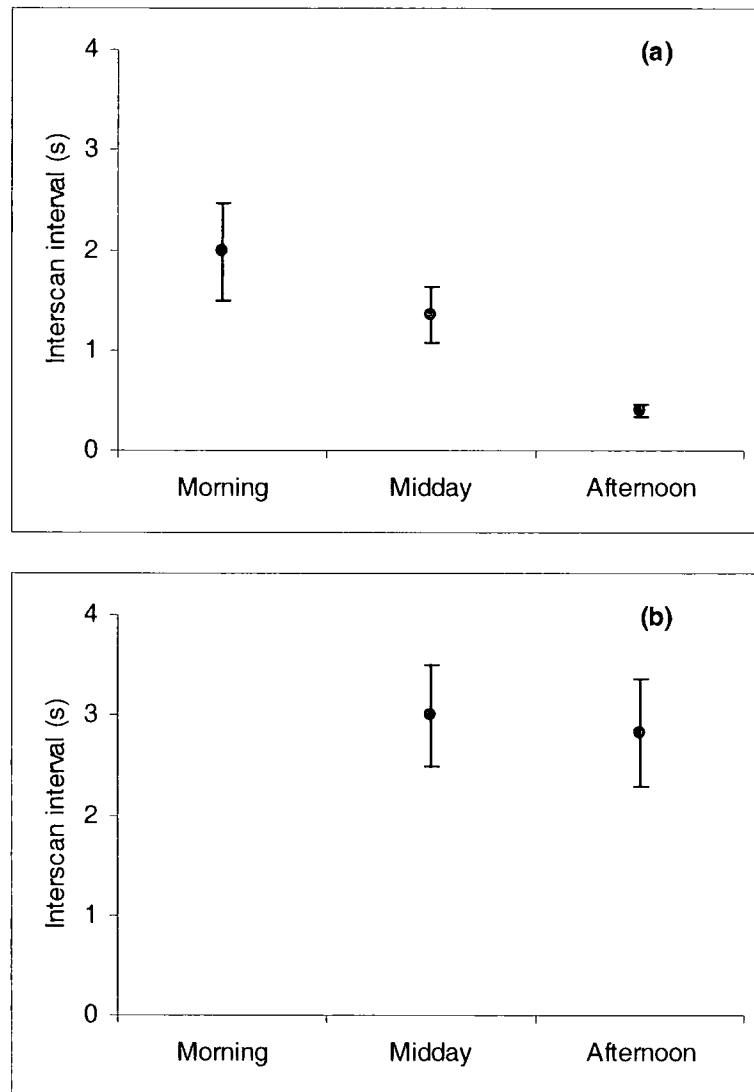 (a)
Interscan interval (s)
4
3
2
1
0
Morning Midday Afternoon
(b)
Interscan interval (s)
4
3
2
1
0
Morning Midday Afternoon